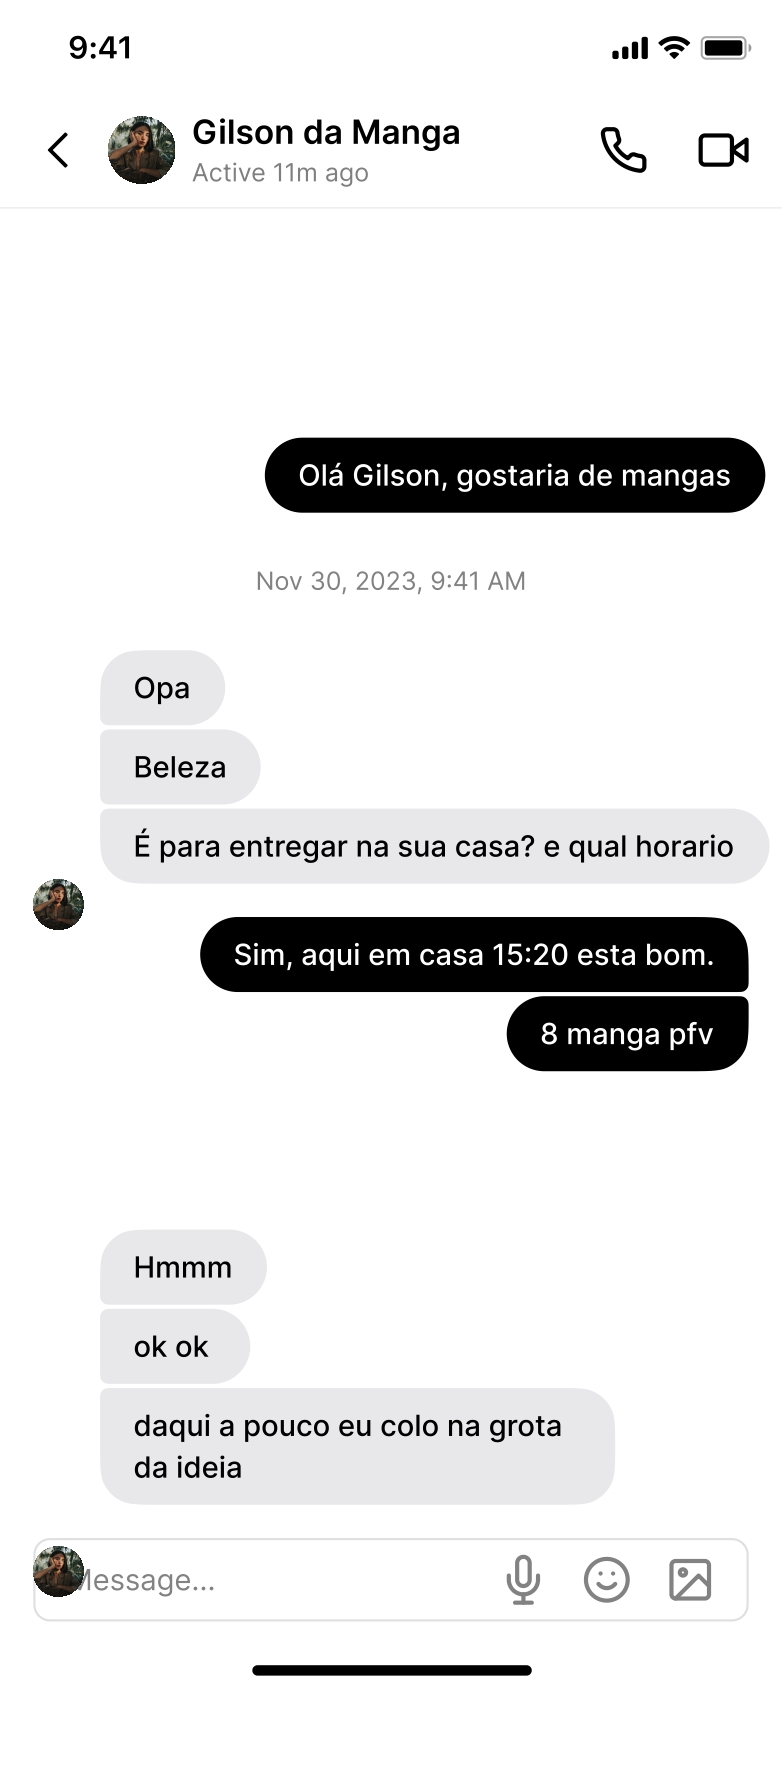 9:41
Gilson da Manga
Active 11m ago
Olá Gilson, gostaria de mangas
Nov 30, 2023, 9:41 AM
Opa
Beleza
É para entregar na sua casa? e qual horario
Sim, aqui em casa 15:20 esta bom.
8 manga pfv
Hmmm
ok ok
daqui a pouco eu colo na grota
da ideia
Message...